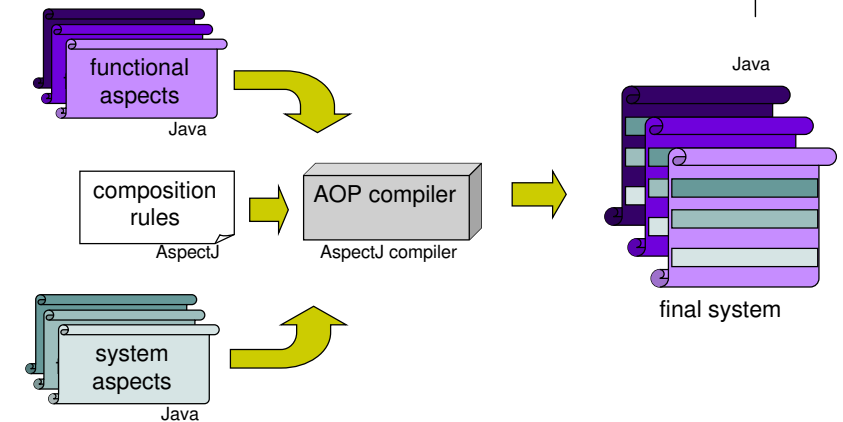 functional
aspects
Java
composition
rules
AspectJ
AOP compiler
AspectJ compiler
system
aspects
Java
Java
final system